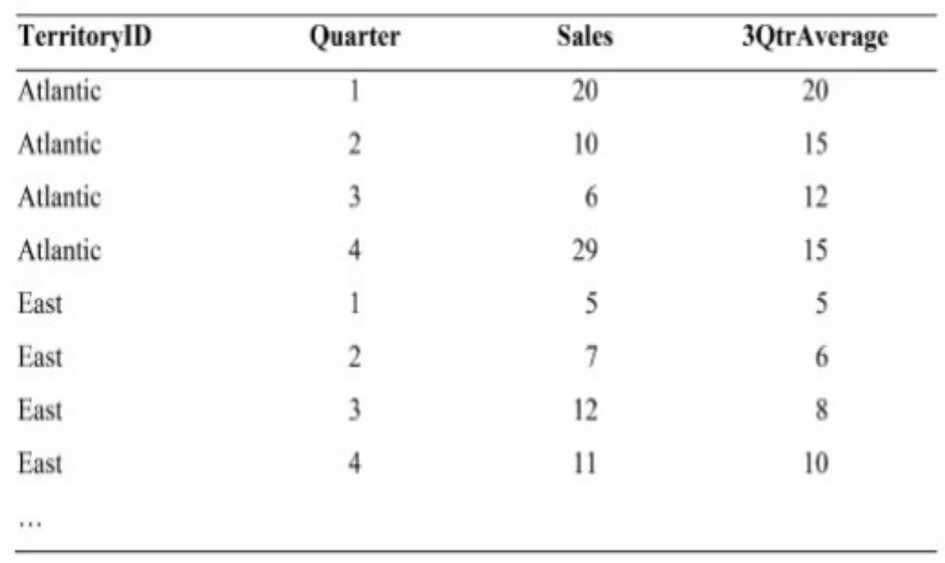 TerritoryID Quarter Sales 3QtrAverage
Atlantic 1 20 20
Atlantic 2 10 15
Atlantic 3 6 12
Atlantic 4 29 15
East 1 5 5
East 2 7 6
East 3 12 8
East 4 11 10
…